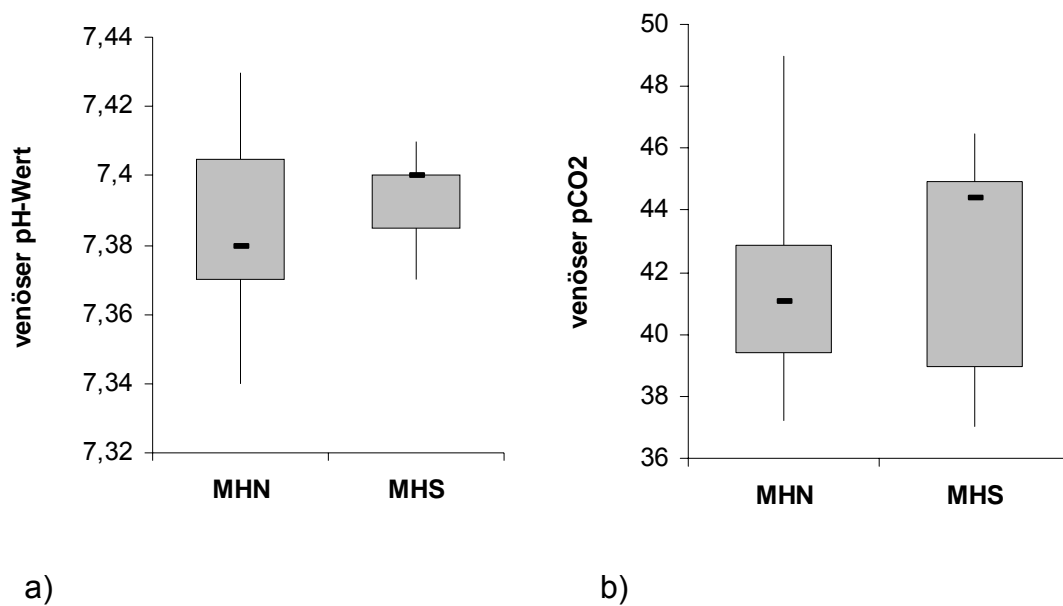 7,44
7,42
7,4
7,38
7,36
7,34
7,32
venöser pH-Wert
MHN
MHS
a)
50
48
46
44
42
40
38
36
venöser pCO2
MHN
MHS
b)